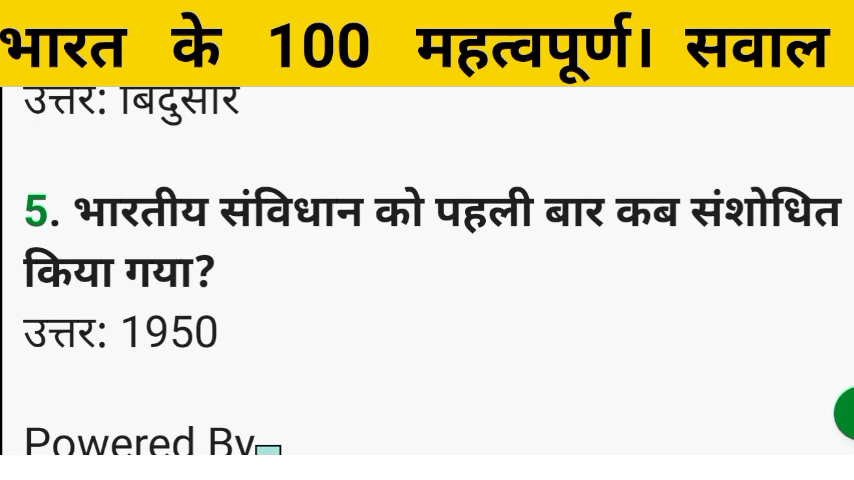 भारत के 100 महत्वपूर्ण। सवाल
उत्तर: बिंदुसार
5. भारतीय संविधान को पहली बार कब संशोधित
किया गया?
उत्तर: 1950
Powered By